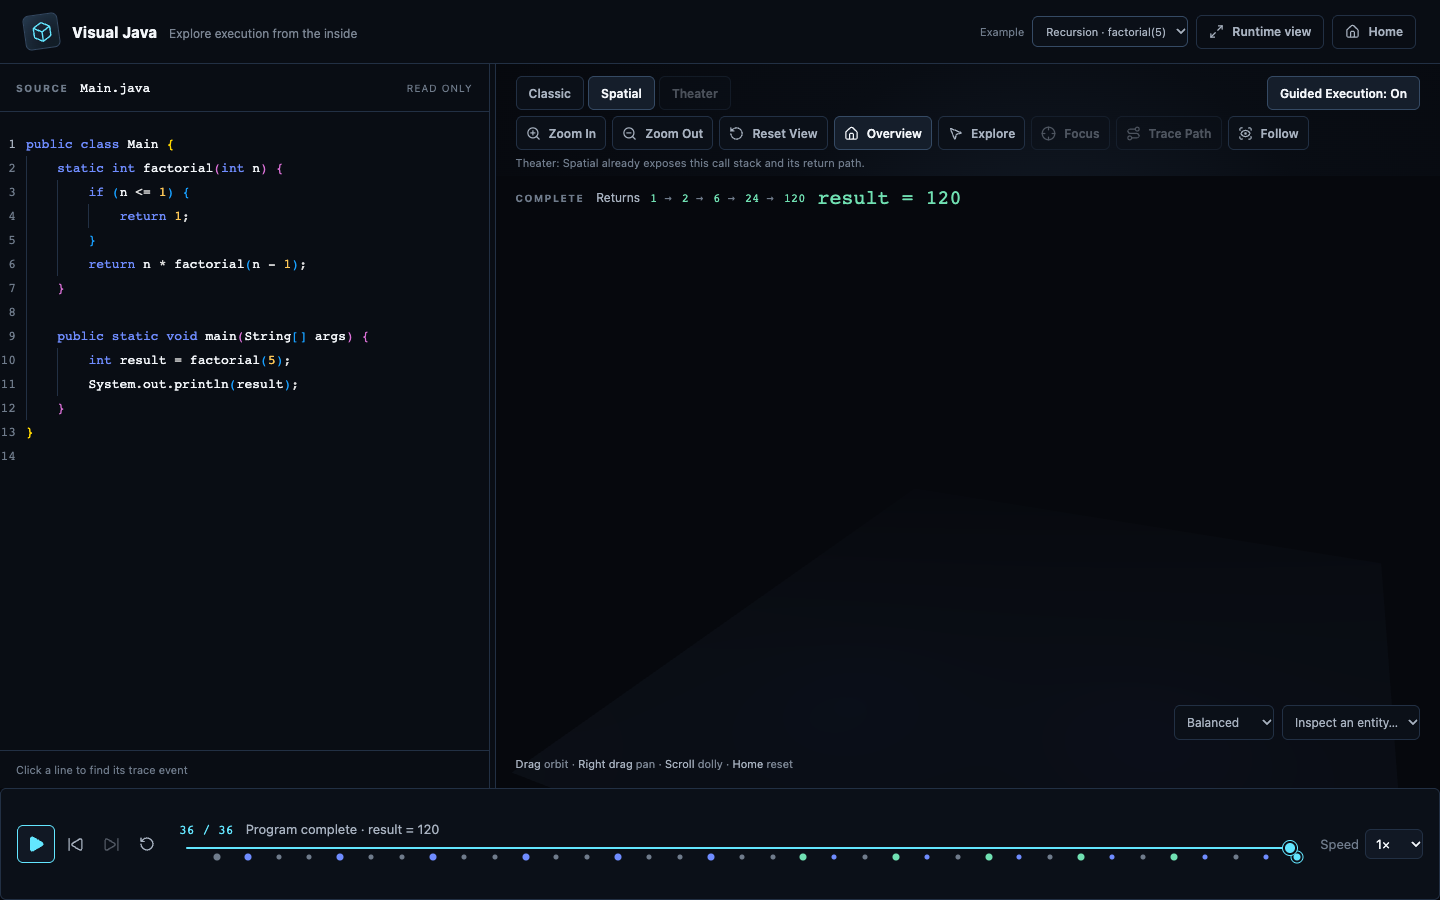 Visual Java Explore execution from the inside Example Recursion · factorial(5) Runtime view Home
SOURCE Main.java READ ONLY
1 public class Main {
2 static int factorial(int n) {
3 if (n <= 1) {
4 return 1;
5 }
6 return n * factorial(n - 1);
7 }
8
9 public static void main(String[] args) {
10 int result = factorial(5);
11 System.out.println(result);
12 }
13 }
14
Click a line to find its trace event
Classic Spatial Theater Guided Execution: On
Zoom In Zoom Out Reset View Overview Explore Focus Trace Path Follow
Theater: Spatial already exposes this call stack and its return path.
COMPLETE Returns 1 → 2 → 6 → 24 → 120 result = 120
Balanced Inspect an entity...
Drag orbit · Right drag pan · Scroll dolly · Home reset
36 / 36 Program complete · result = 120
Speed 1×